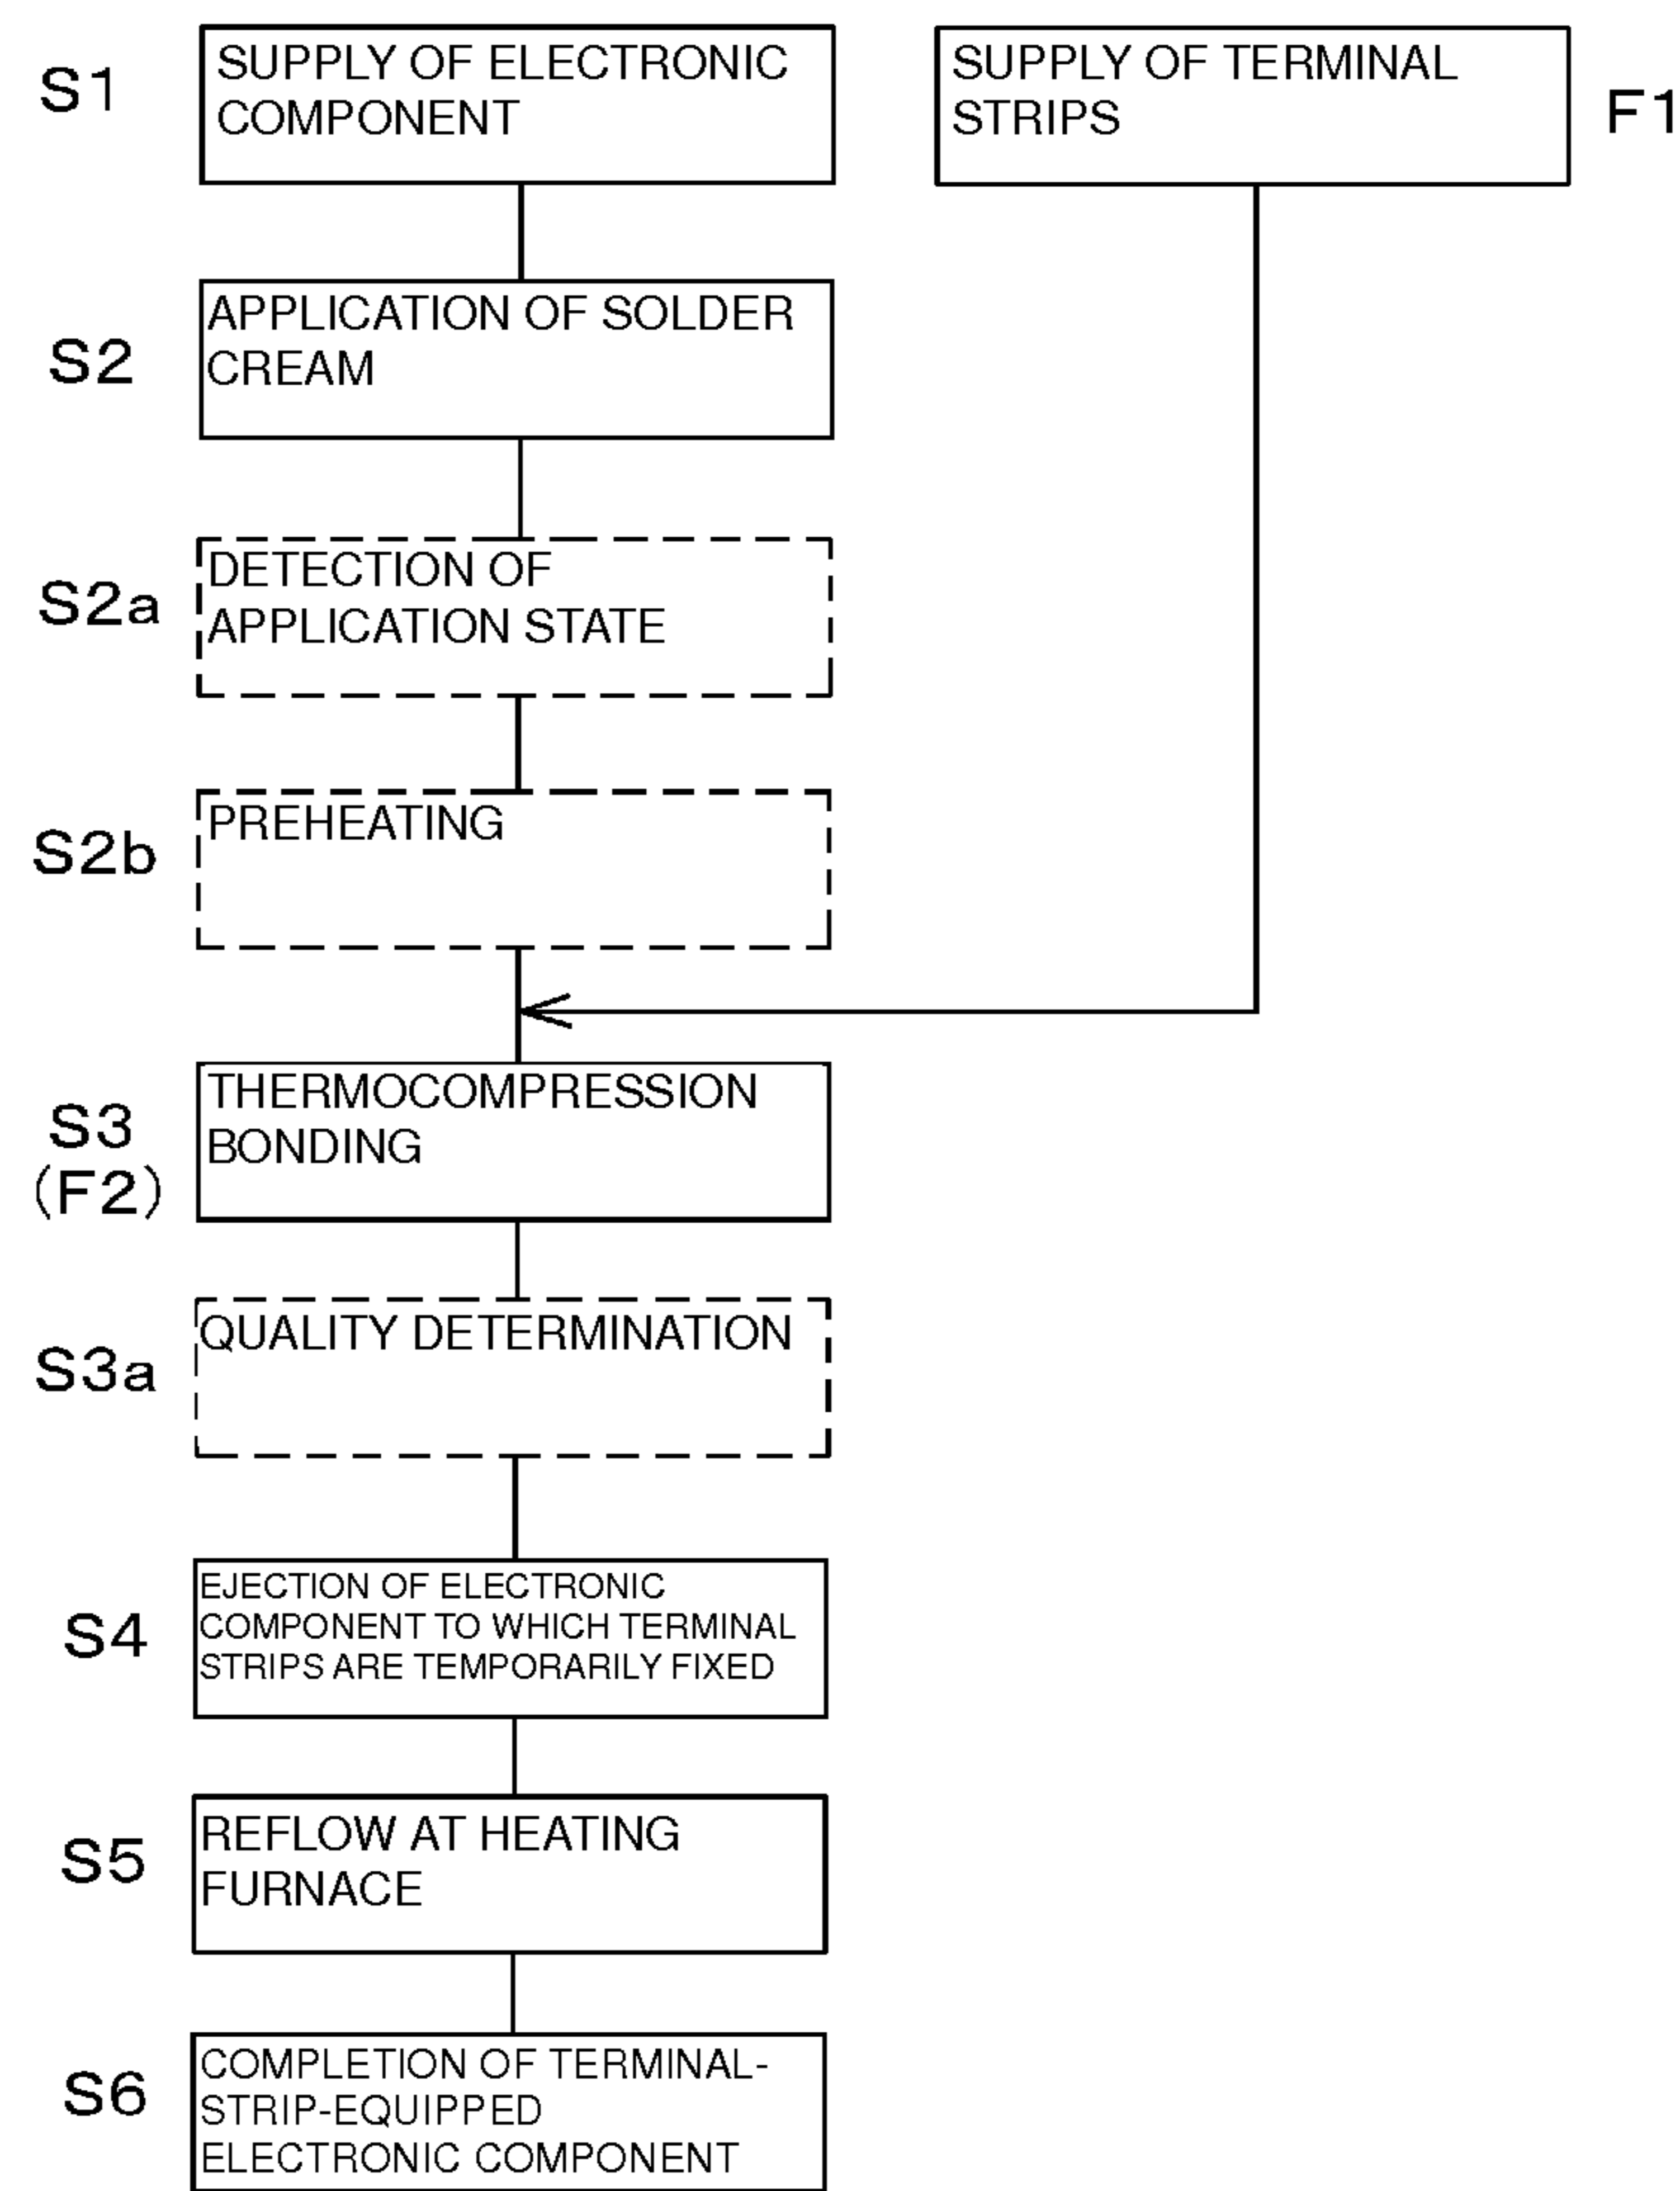 S1
SUPPLY OF ELECTRONIC
COMPONENT
SUPPLY OF TERMINAL
STRIPS
F1
S2
APPLICATION OF SOLDER
CREAM
S2a
DETECTION OF
APPLICATION STATE
S2b
PREHEATING
S3
(F2)
THERMOCOMPRESSION
BONDING
S3a
QUALITY DETERMINATION
S4
EJECTION OF ELECTRONIC
COMPONENT TO WHICH TERMINAL
STRIPS ARE TEMPORARILY FIXED
S5
REFLOW AT HEATING
FURNACE
S6
COMPLETION OF TERMINAL-
STRIP-EQUIPPED
ELECTRONIC COMPONENT